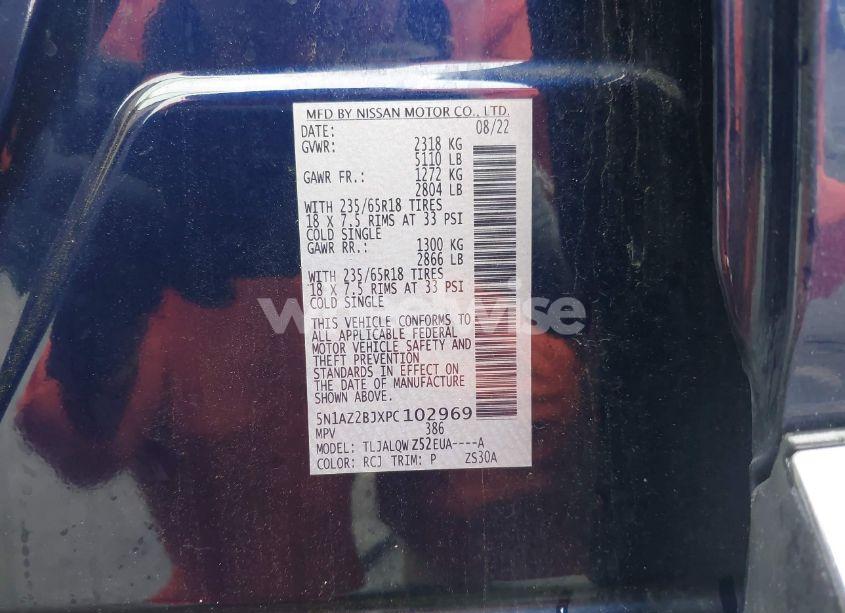 MFD BY NISSAN MOTOR CO., LTD.
DATE: 08/22
GVWR: 2318 KG
5110 LB
GAWR FR.: 1272 KG
2804 LB
WITH 235/65R18 TIRES
18 X 7.5 RIMS AT 33 PSI
COLD SINGLE
GAWR RR.: 1300 KG
2866 LB
WITH 235/65R18 TIRES
18 X 7.5 RIMS AT 33 PSI
COLD SINGLE
THIS VEHICLE CONFORMS TO
ALL APPLICABLE FEDERAL
MOTOR VEHICLE SAFETY AND
THEFT PREVENTION
STANDARDS IN EFFECT ON
THE DATE OF MANUFACTURE
SHOWN ABOVE.
5N1AZ2BJXPC102969
MPV 386
MODEL: TLJALQWZ52EUA----A
COLOR: RCJ TRIM: P ZS30A